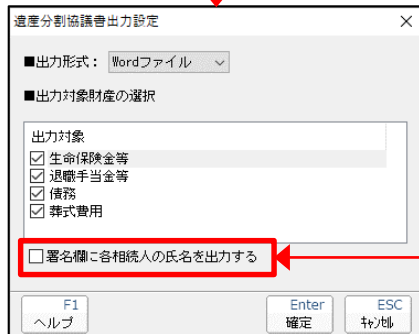 遺産分割協議書出力設定
■出力形式： Wordファイル
■出力対象財産の選択
出力対象
生命保険金等
退職手当金等
債務
葬式費用
署名欄に各相続人の氏名を出力する
F1 Enter ESC
ヘルプ 確定 ｷｬﾝｾﾙ